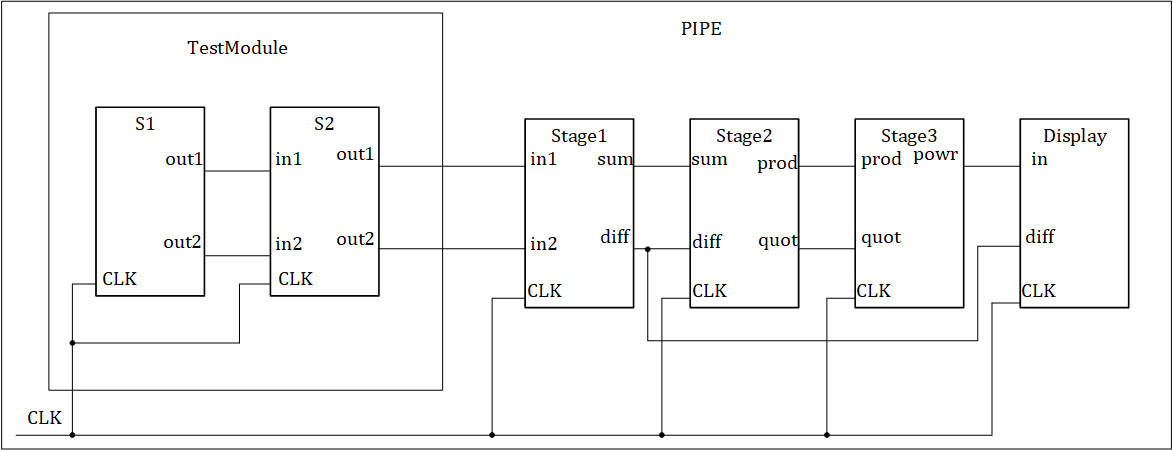 PIPE
TestModule
S1
out1
out2
CLK
S2
in1
in2
CLK
out1
out2
Stage1
in1
in2
CLK
sum
diff
Stage2
sum
diff
CLK
prod
quot
Stage3
prod
quot
CLK
powr
Display
in
diff
CLK
CLK